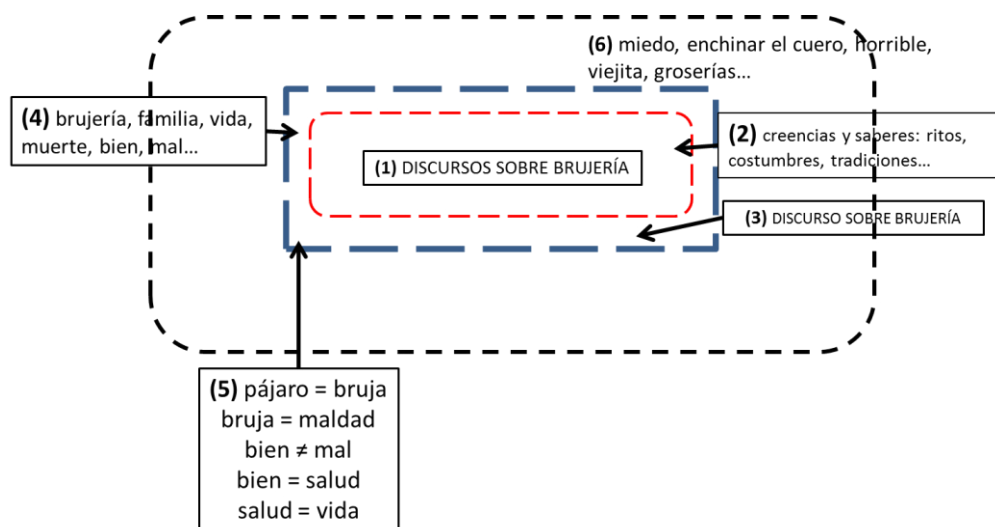 (6) miedo, enchinar el cuero, horrible,
viejita, groserías...
(4) brujería, familia, vida,
muerte, bien, mal...
(2) creencias y saberes: ritos,
costumbres, tradiciones...
(1) DISCURSOS SOBRE BRUJERÍA
(3) DISCURSO SOBRE BRUJERÍA
(5) pájaro = bruja
bruja = maldad
bien ≠ mal
bien = salud
salud = vida